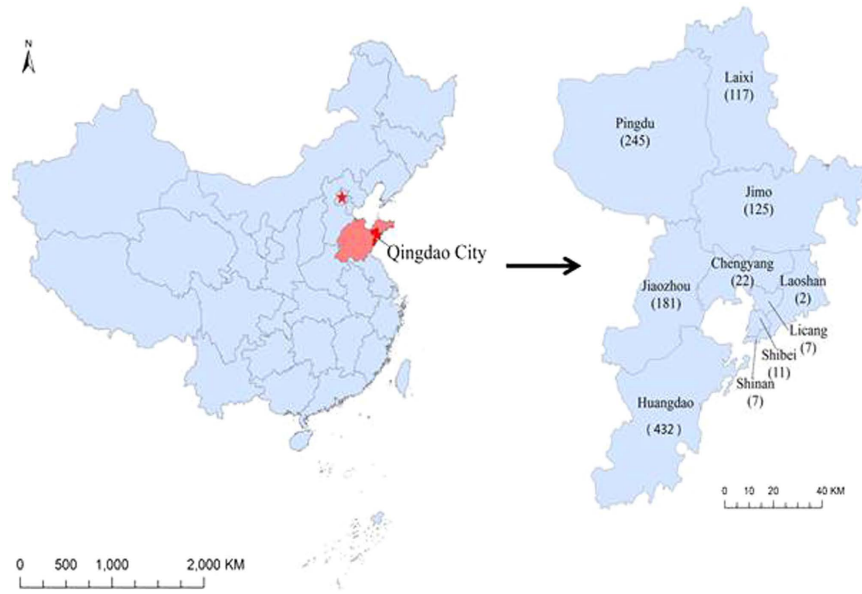 N
Qingdao City
0 500 1,000 2,000 KM
Laixi
(117)
Pingdu
(245)
Jimo
(125)
Chengyang
(22)
Laoshan
(2)
Jiaozhou
(181)
Licang
(7)
Shibei
(11)
Shinan
(7)
Huangdao
( 432 )
0 10 20 40 KM